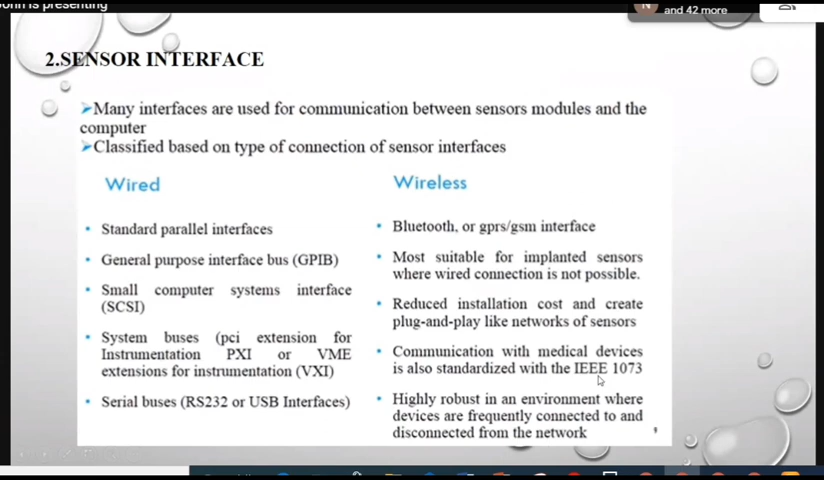 is presenting
and 42 more
2.SENSOR INTERFACE
➢Many interfaces are used for communication between sensors modules and the
computer
➢Classified based on type of connection of sensor interfaces
Wired
• Standard parallel interfaces
• General purpose interface bus (GPIB)
• Small computer systems interface
(SCSI)
• System buses (pci extension for
Instrumentation PXI or VME
extensions for instrumentation (VXI)
• Serial buses (RS232 or USB Interfaces)
Wireless
• Bluetooth, or gprs/gsm interface
• Most suitable for implanted sensors
where wired connection is not possible.
• Reduced installation cost and create
plug-and-play like networks of sensors
• Communication with medical devices
is also standardized with the IEEE 1073
• Highly robust in an environment where
devices are frequently connected to and
disconnected from the network